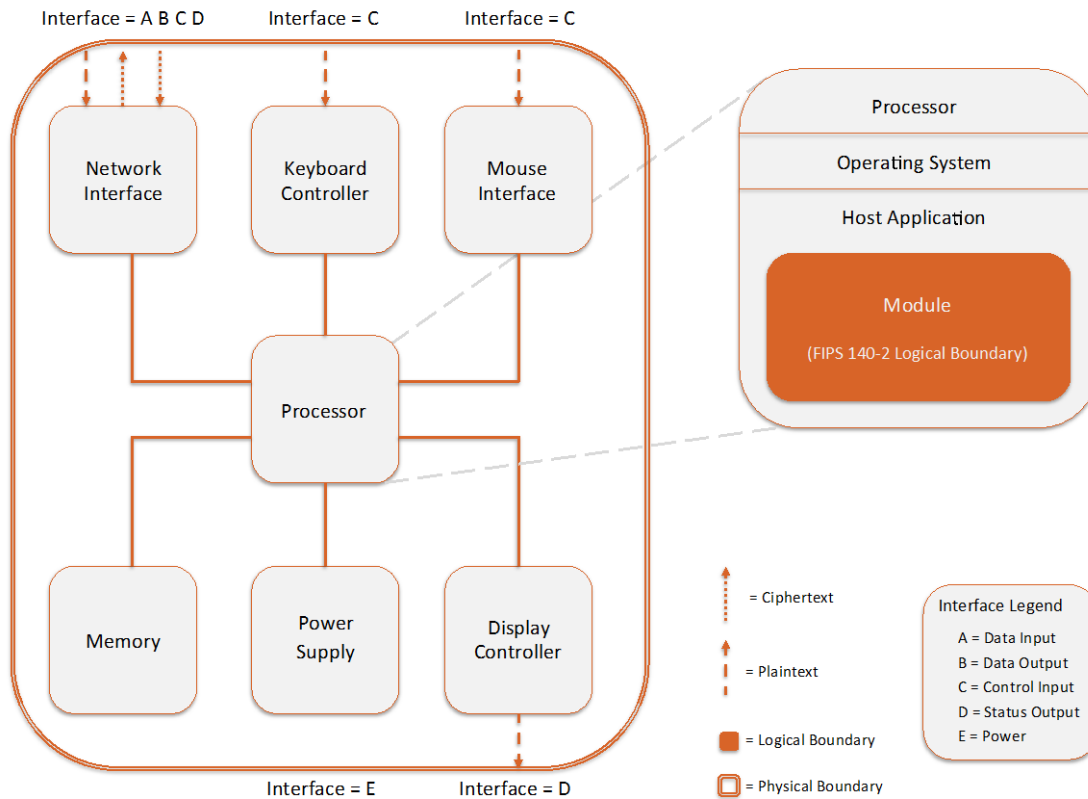 Interface = A B C D
Interface = C
Interface = C
Network
Interface
Keyboard
Controller
Mouse
Interface
Processor
Memory
Power
Supply
Display
Controller
Interface = E
Interface = D
Processor
Operating System
Host Application
Module
(FIPS 140-2 Logical Boundary)
= Ciphertext
= Plaintext
= Logical Boundary
= Physical Boundary
Interface Legend
A = Data Input
B = Data Output
C = Control Input
D = Status Output
E = Power